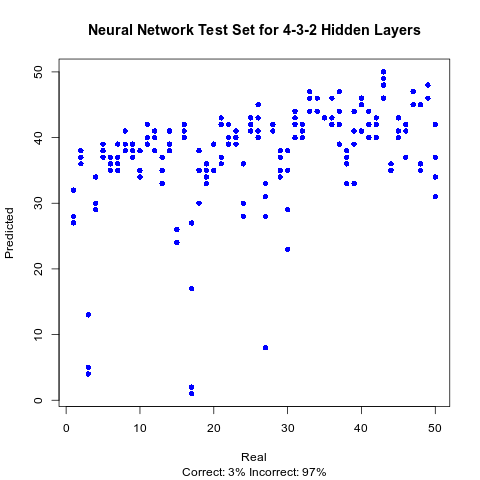 Neural Network Test Set for 4-3-2 Hidden Layers
50
40
30
20
10
0
Predicted
0 10 20 30 40 50
Real
Correct: 3% Incorrect: 97%